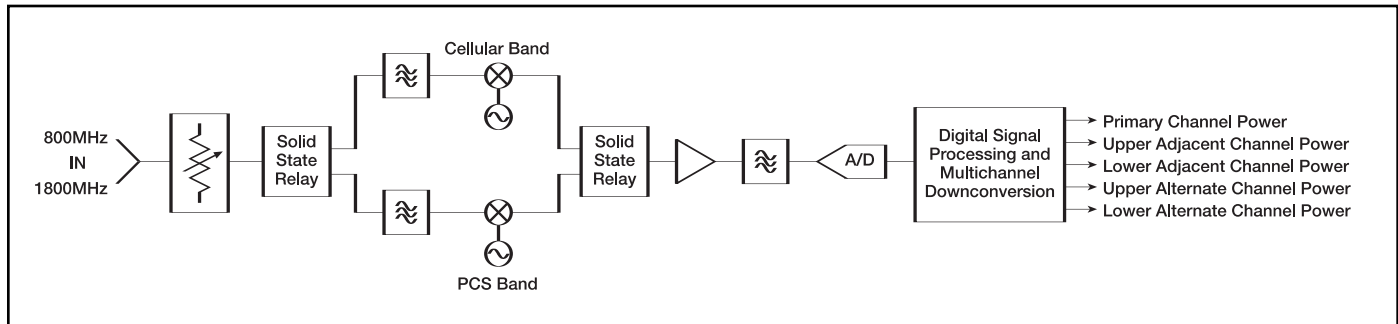 800MHz
IN
1800MHz
Solid
State
Relay
Cellular Band
PCS Band
Solid
State
Relay
A/D
Digital Signal
Processing and
Multichannel
Downconversion
Primary Channel Power
Upper Adjacent Channel Power
Lower Adjacent Channel Power
Upper Alternate Channel Power
Lower Alternate Channel Power